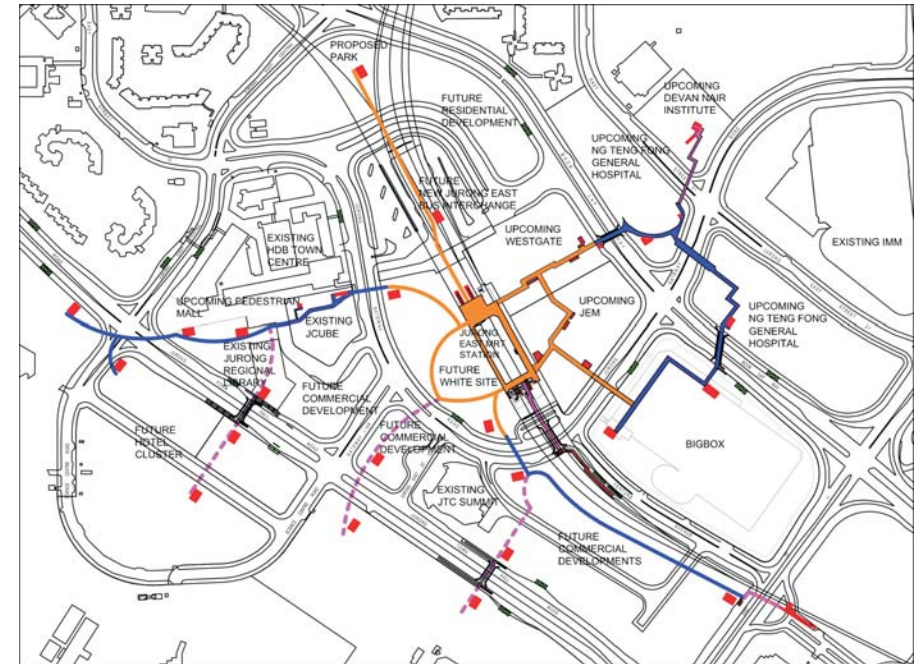 PROPOSED
PARK
UPCOMING
DEVAN NAIR
INSTITUTE
FUTURE
RESIDENTIAL
DEVELOPMENT
UPCOMING
NG TENG FONG
GENERAL
HOSPITAL
FUTURE
NEW JURONG EAST
BUS INTERCHANGE
UPCOMING
WESTGATE
EXISTING IMM
EXISTING
HDB TOWN
CENTRE
UPCOMING PEDESTRIAN
MALL
EXISTING
JCUBE
UPCOMING
JEM
UPCOMING
NG TENG FONG
GENERAL
HOSPITAL
JURONG
EAST MRT
STATION
EXISTING
JURONG
REGIONAL
LIBRARY
FUTURE
WHITE SITE
FUTURE
COMMERCIAL
DEVELOPMENT
FUTURE
COMMERCIAL
DEVELOPMENT
FUTURE
HOTEL
CLUSTER
BIGBOX
EXISTING
JTC SUMMIT
FUTURE
COMMERCIAL
DEVELOPMENTS